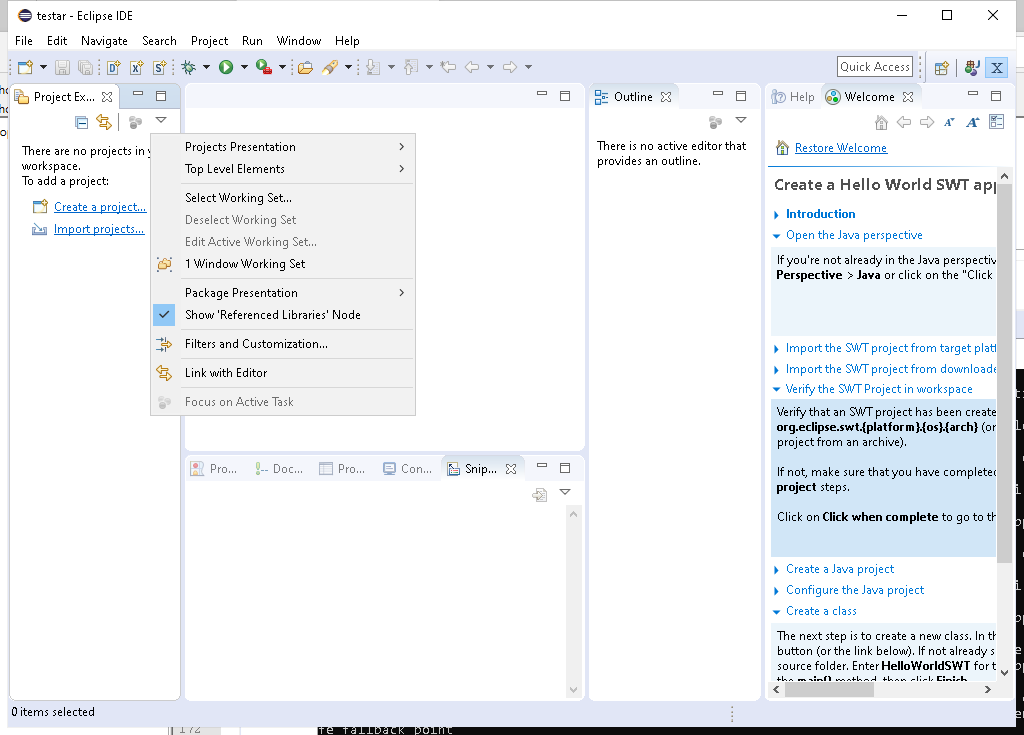 testar - Eclipse IDE
File Edit Navigate Search Project Run Window Help
Quick Access
Project Ex...
There are no projects in
workspace.
To add a project:
Create a project...
Import projects...
Projects Presentation
Top Level Elements
Select Working Set...
Deselect Working Set
Edit Active Working Set...
1 Window Working Set
Package Presentation
Show 'Referenced Libraries' Node
Filters and Customization...
Link with Editor
Focus on Active Task
Pro... Doc... Pro... Con... Snip...
Outline
There is no active editor that
provides an outline.
Help Welcome
Restore Welcome
Create a Hello World SWT app
Introduction
Open the Java perspective
If you're not already in the Java perspectiv
Perspective > Java or click on the "Click
Import the SWT project from target platf
Import the SWT project from downloade
Verify the SWT Project in workspace
Verify that an SWT project has been create
org.eclipse.swt.{platform}.{os}.{arch} (or
project from an archive).
If not, make sure that you have completed
project steps.
Click on Click when complete to go to th
Create a Java project
Configure the Java project
Create a class
The next step is to create a new class. In th
button (or the link below). If not already s
source folder. Enter HelloWorldSWT for t
the main() method, then click Finish.
0 items selected
172
fe fallback point